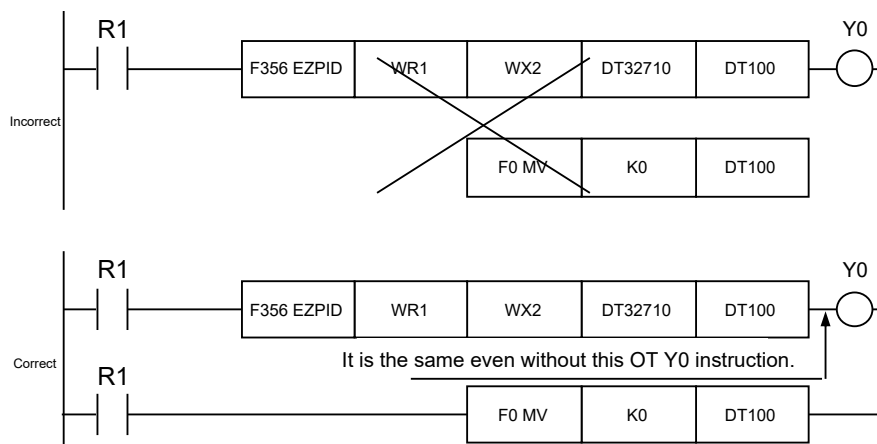 R1 Y0
F356 EZPID WR1 WX2 DT32710 DT100
Incorrect
F0 MV K0 DT100
R1 Y0
F356 EZPID WR1 WX2 DT32710 DT100
It is the same even without this OT Y0 instruction.
Correct
R1
F0 MV K0 DT100